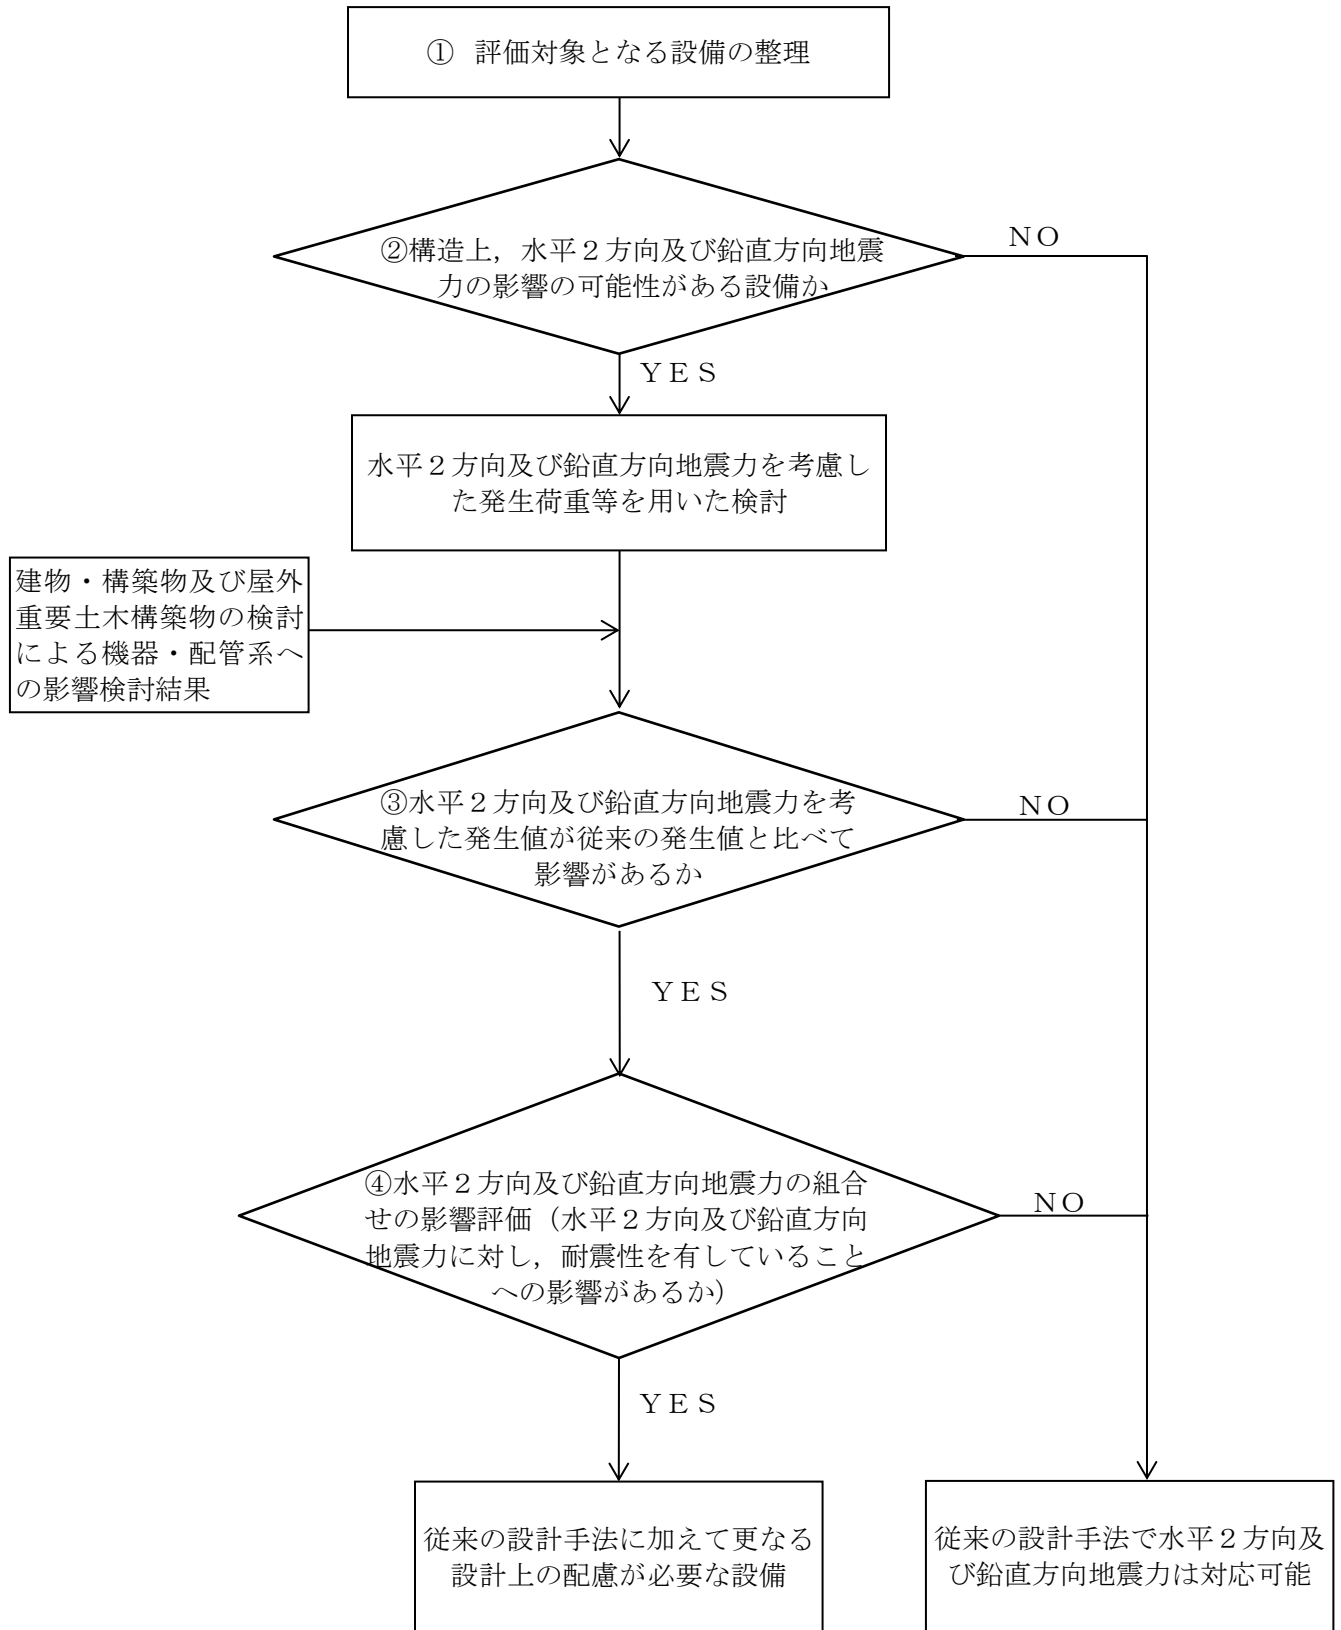 ① 評価対象となる設備の整理
②構造上，水平２方向及び鉛直方向地震
力の影響の可能性がある設備か
NO
YES
水平２方向及び鉛直方向地震力を考慮し
た発生荷重等を用いた検討
建物・構築物及び屋外
重要土木構築物の検討
による機器・配管系へ
の影響検討結果
③水平２方向及び鉛直方向地震力を考
慮した発生値が従来の発生値と比べて
影響があるか
NO
YES
④水平２方向及び鉛直方向地震力の組合
せの影響評価（水平２方向及び鉛直方向
地震力に対し，耐震性を有していること
への影響があるか）
NO
YES
従来の設計手法に加えて更なる
設計上の配慮が必要な設備
従来の設計手法で水平２方向及
び鉛直方向地震力は対応可能